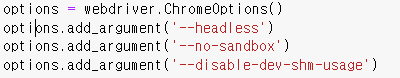 options = webdriver.ChromeOptions()
options.add_argument('--headless')
options.add_argument('--no-sandbox')
options.add_argument('--disable-dev-shm-usage')